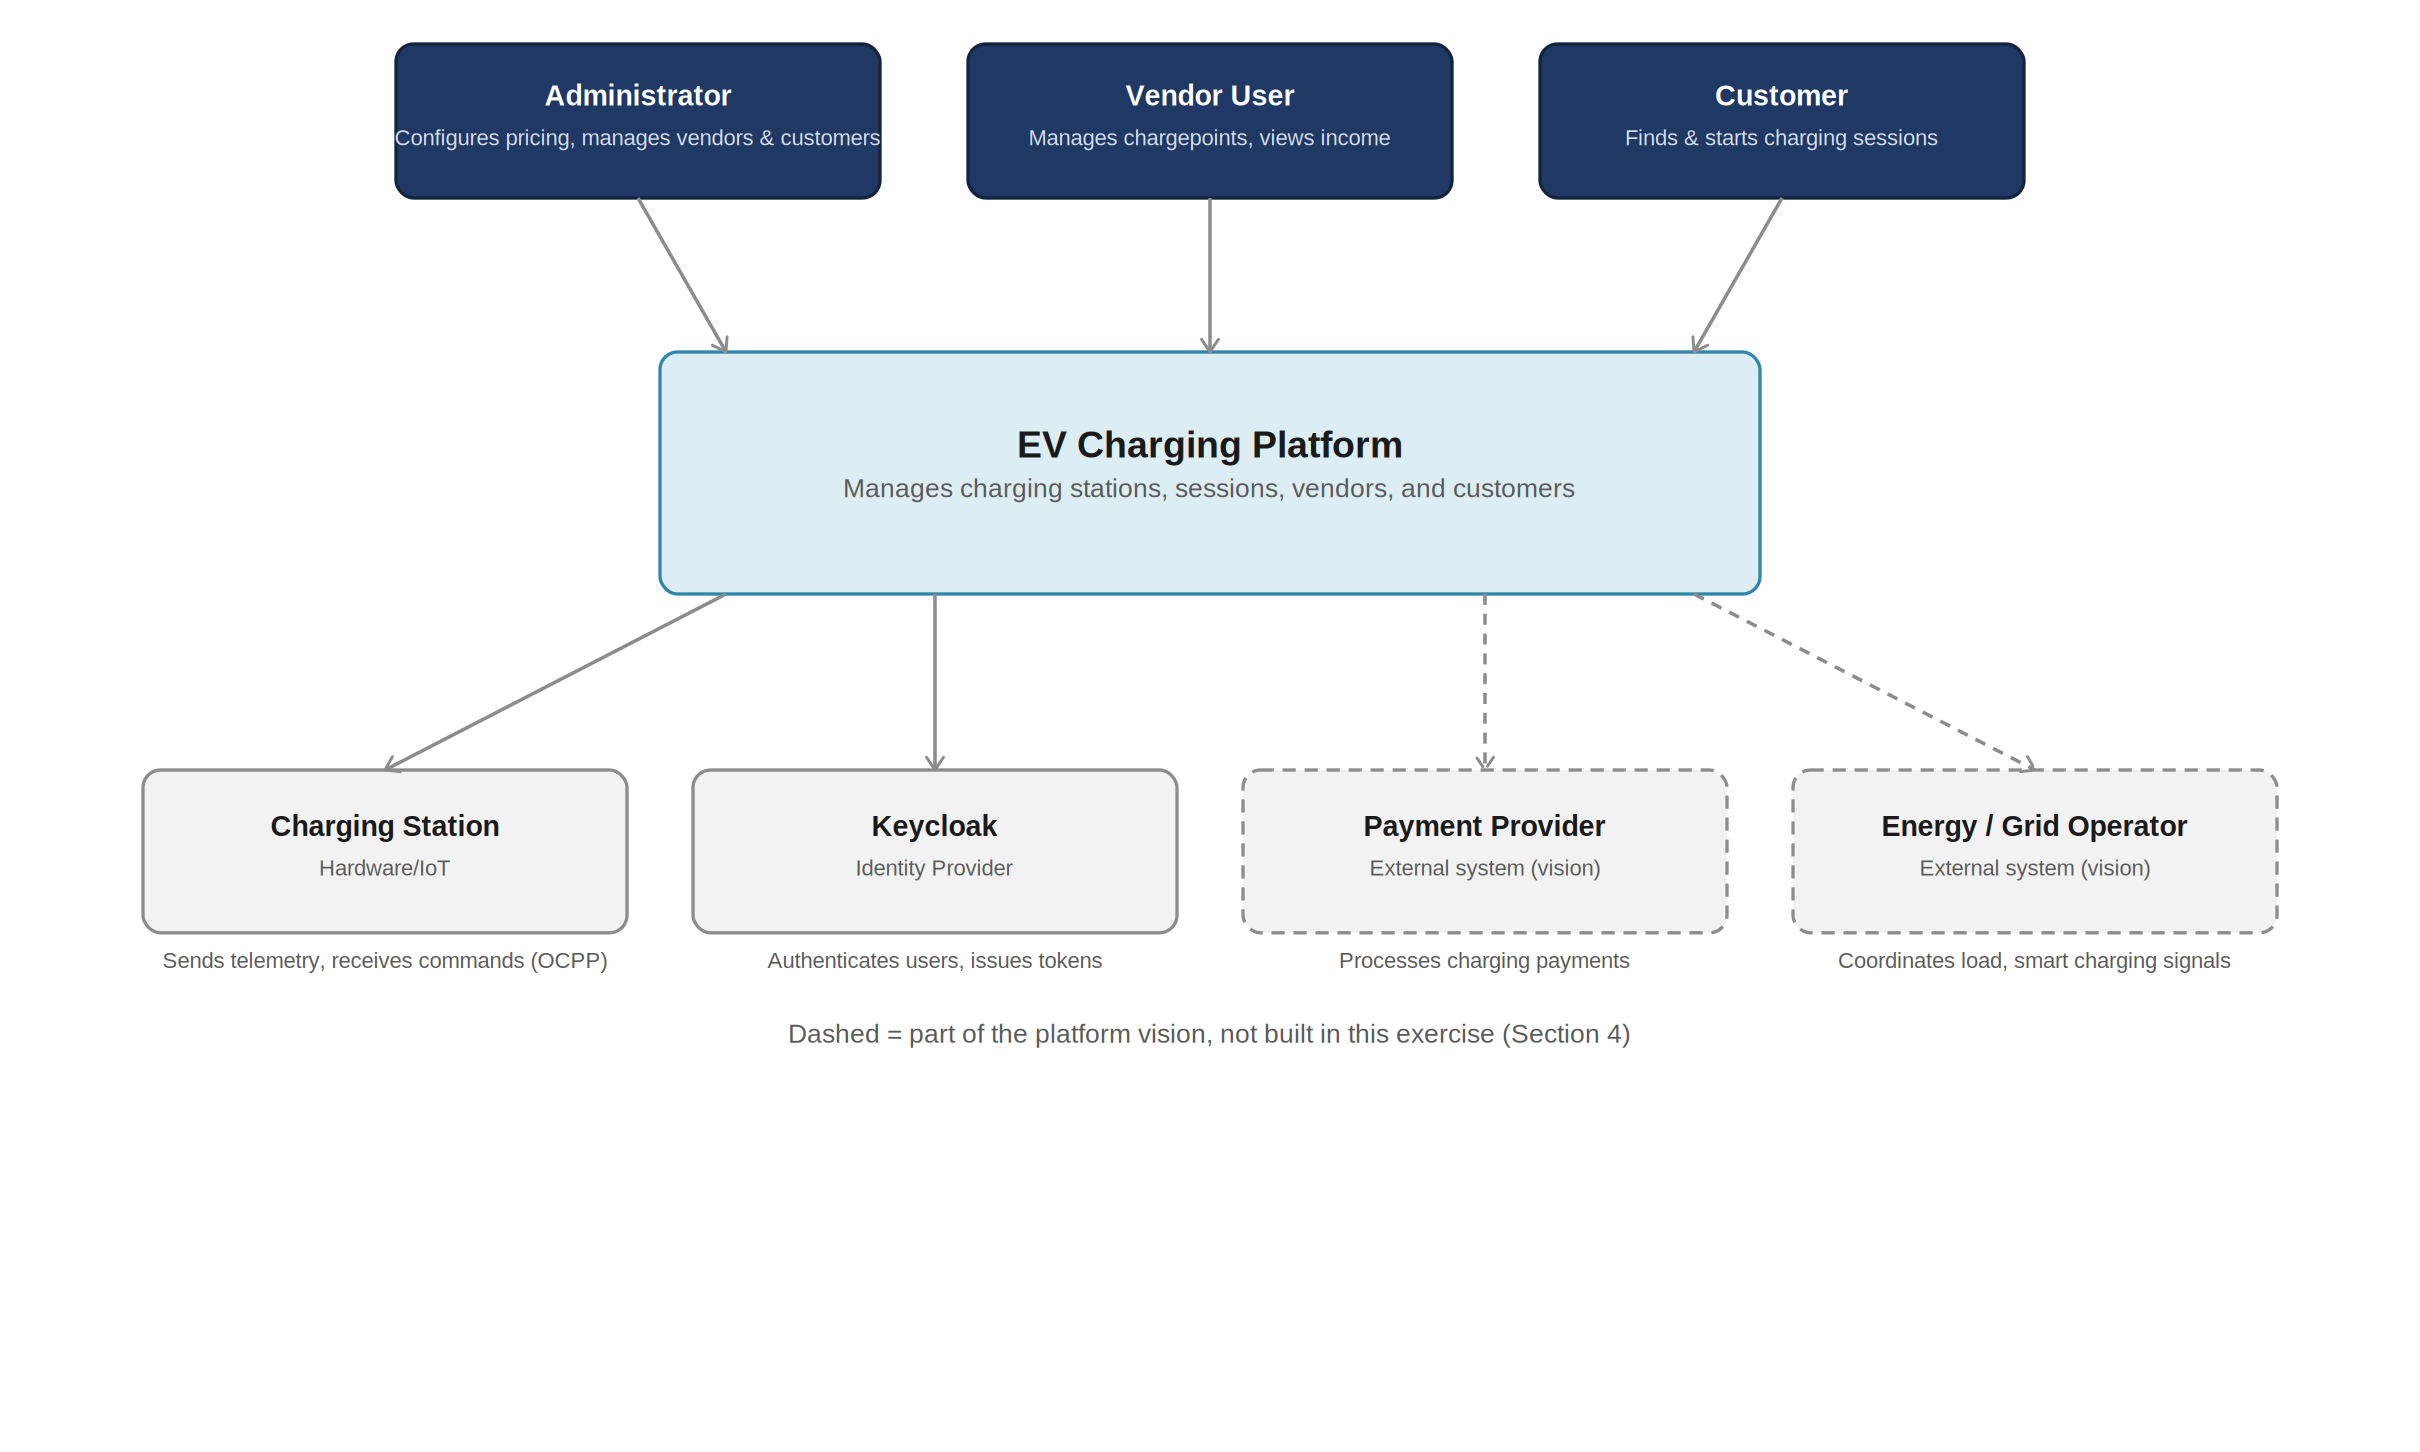 Administrator
Configures pricing, manages vendors & customers
Vendor User
Manages chargepoints, views income
Customer
Finds & starts charging sessions
EV Charging Platform
Manages charging stations, sessions, vendors, and customers
Charging Station
Hardware/IoT
Sends telemetry, receives commands (OCPP)
Keycloak
Identity Provider
Authenticates users, issues tokens
Payment Provider
External system (vision)
Processes charging payments
Energy / Grid Operator
External system (vision)
Coordinates load, smart charging signals
Dashed = part of the platform vision, not built in this exercise (Section 4)